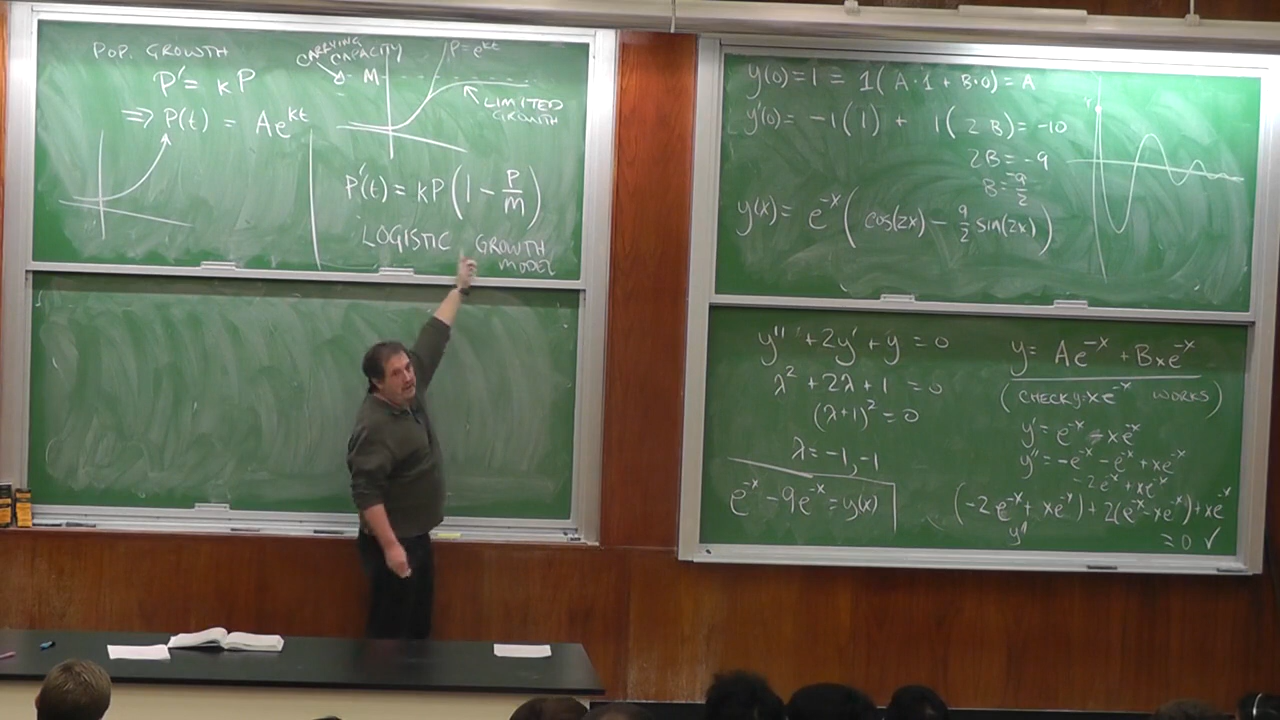 POP. GROWTH
P' = kP
⇒ P(t) = Ae^{kt}
CARRYING
CAPACITY
M
P=e^{kt}
LIMITED
GROWTH
P'(t) = kP(1 - P/m)
LOGISTIC GROWTH
MODEL
y(0) = 1 = 1(A·1 + B·0) = A
y'(0) = -1(1) + 1(2B) = -10
2B = -9
B = -9/2
y(x) = e^{-x}(cos(2x) - 9/2 sin(2x))
y'' + 2y' + y = 0
λ² + 2λ + 1 = 0
(λ+1)² = 0
λ = -1, -1
e^{-x} - 9e^{-x} = y(x)
y = Ae^{-x} + Bxe^{-x}
(CHECK y=xe^{-x} WORKS)
y' = e^{-x} - xe^{-x}
y'' = -e^{-x} - e^{-x} + xe^{-x}
-2e^{-x} + xe^{-x}
(-2e^{-x} + xe^{-x}) + 2(e^{-x} - xe^{-x}) + xe^{-x}
y''
= 0 ✓